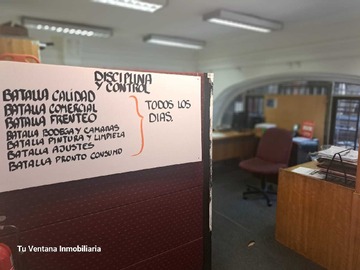 DISCIPLINA
Y CONTROL
BATALLA CALIDAD
BATALLA COMERCIAL
BATALLA FRENTEO
BATALLA BODEGA Y CAMARAS
BATALLA PINTURA Y LIMPIEZA
BATALLA AJUSTES
BATALLA PRONTO CONSUMO
TODOS LOS
DIAS.
Tu Ventana Inmobiliaria